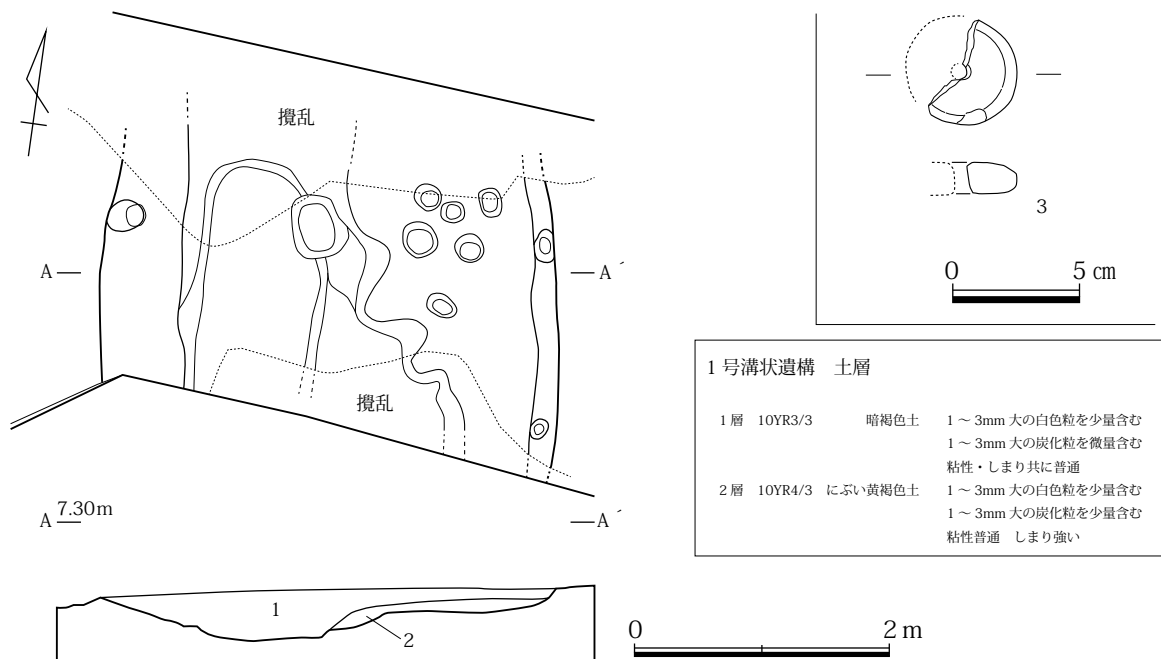 攪乱
A
A´
攪乱
7.30m
A
A´
1
2
0
2 m
3
0
5 ㎝
1 号溝状遺構　土層
1 層　10YR3/3　暗褐色土　1 ～ 3mm 大の白色粒を少量含む
1 ～ 3mm 大の炭化粒を微量含む
粘性・しまり共に普通
2 層　10YR4/3　にぶい黄褐色土　1 ～ 3mm 大の白色粒を少量含む
1 ～ 3mm 大の炭化粒を少量含む
粘性普通　しまり強い